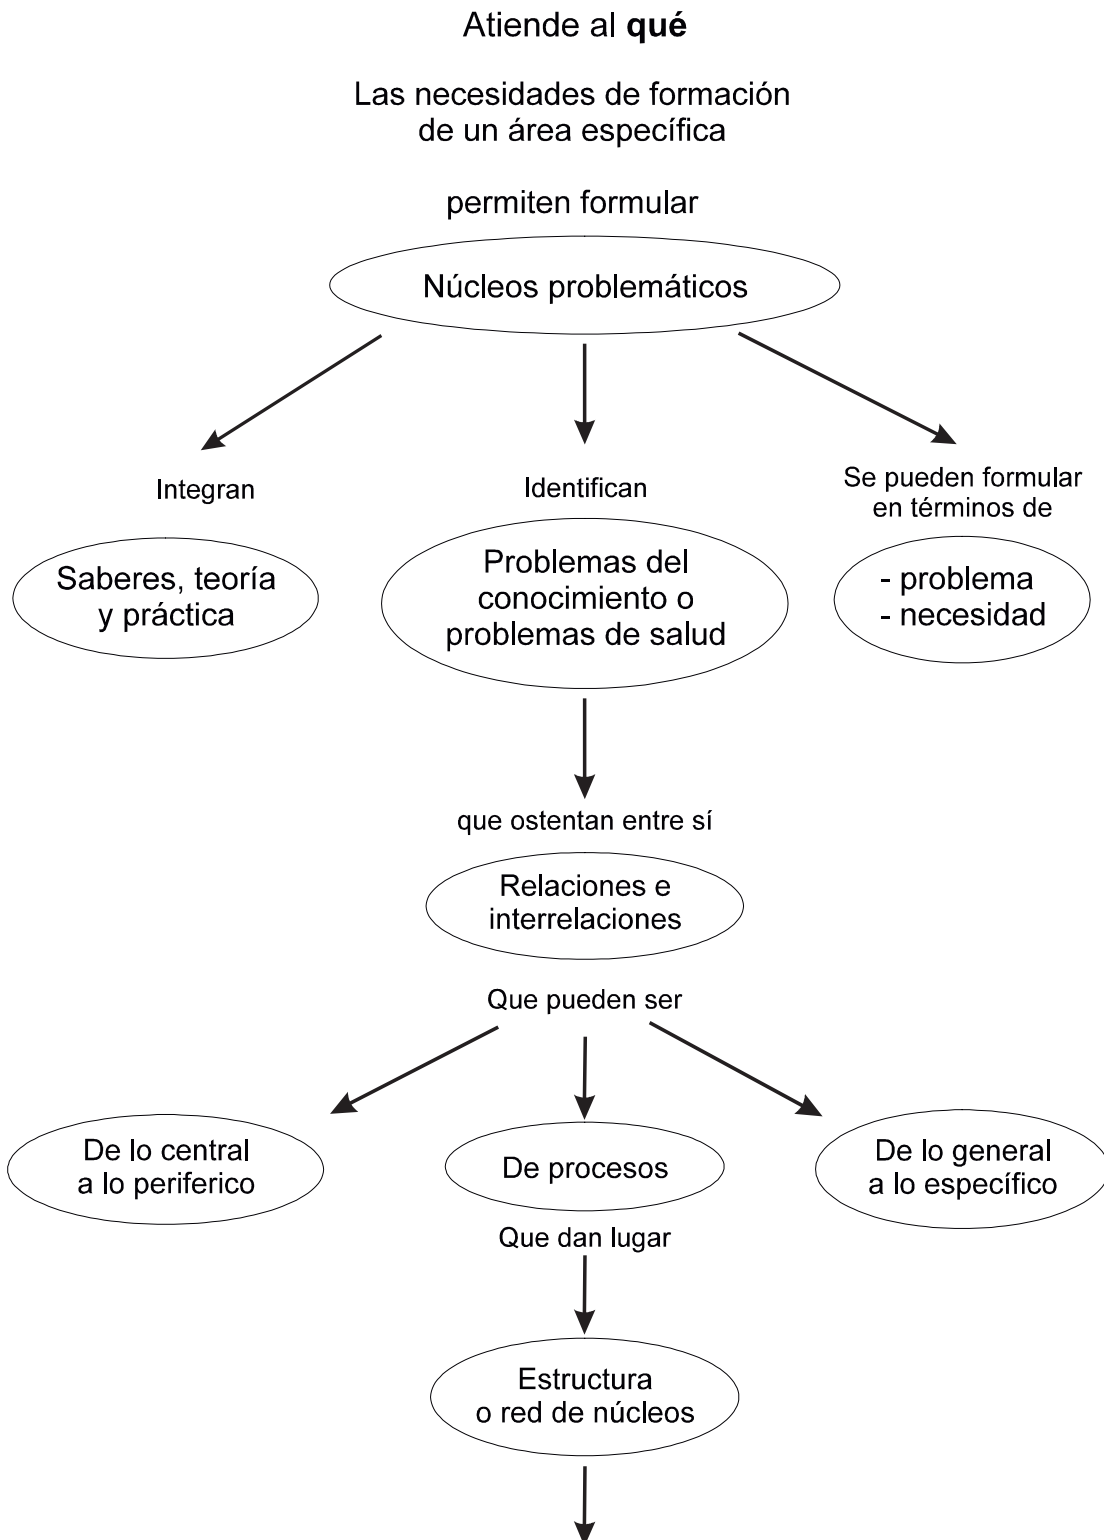 Atiende al qué
Las necesidades de formación
de un área específica
permiten formular
Núcleos problemáticos
Integran
Saberes, teoría
y práctica
Identifican
Problemas del
conocimiento o
problemas de salud
Se pueden formular
en términos de
- problema
- necesidad
que ostentan entre sí
Relaciones e
interrelaciones
Que pueden ser
De lo central
a lo periferico
De procesos
De lo general
a lo específico
Que dan lugar
Estructura
o red de núcleos